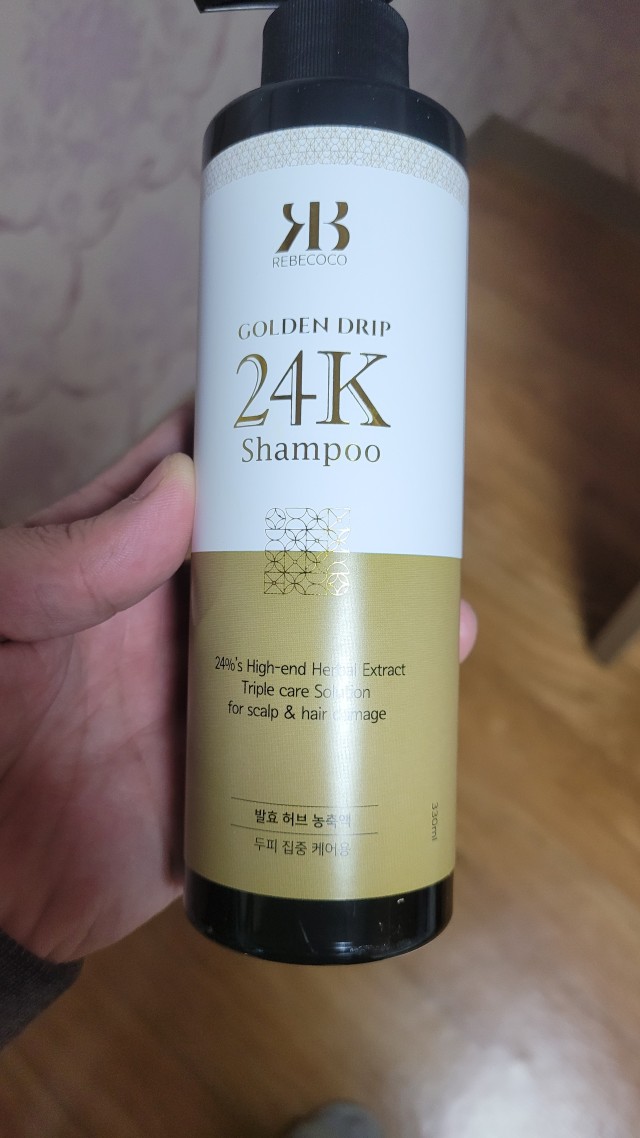 REBECOCO
GOLDEN DRIP
24K
Shampoo
24%'s High-end Herbal Extract
Triple care Solution
for scalp & hair damage
발효 허브 농축액
두피 집중 케어용
330ml